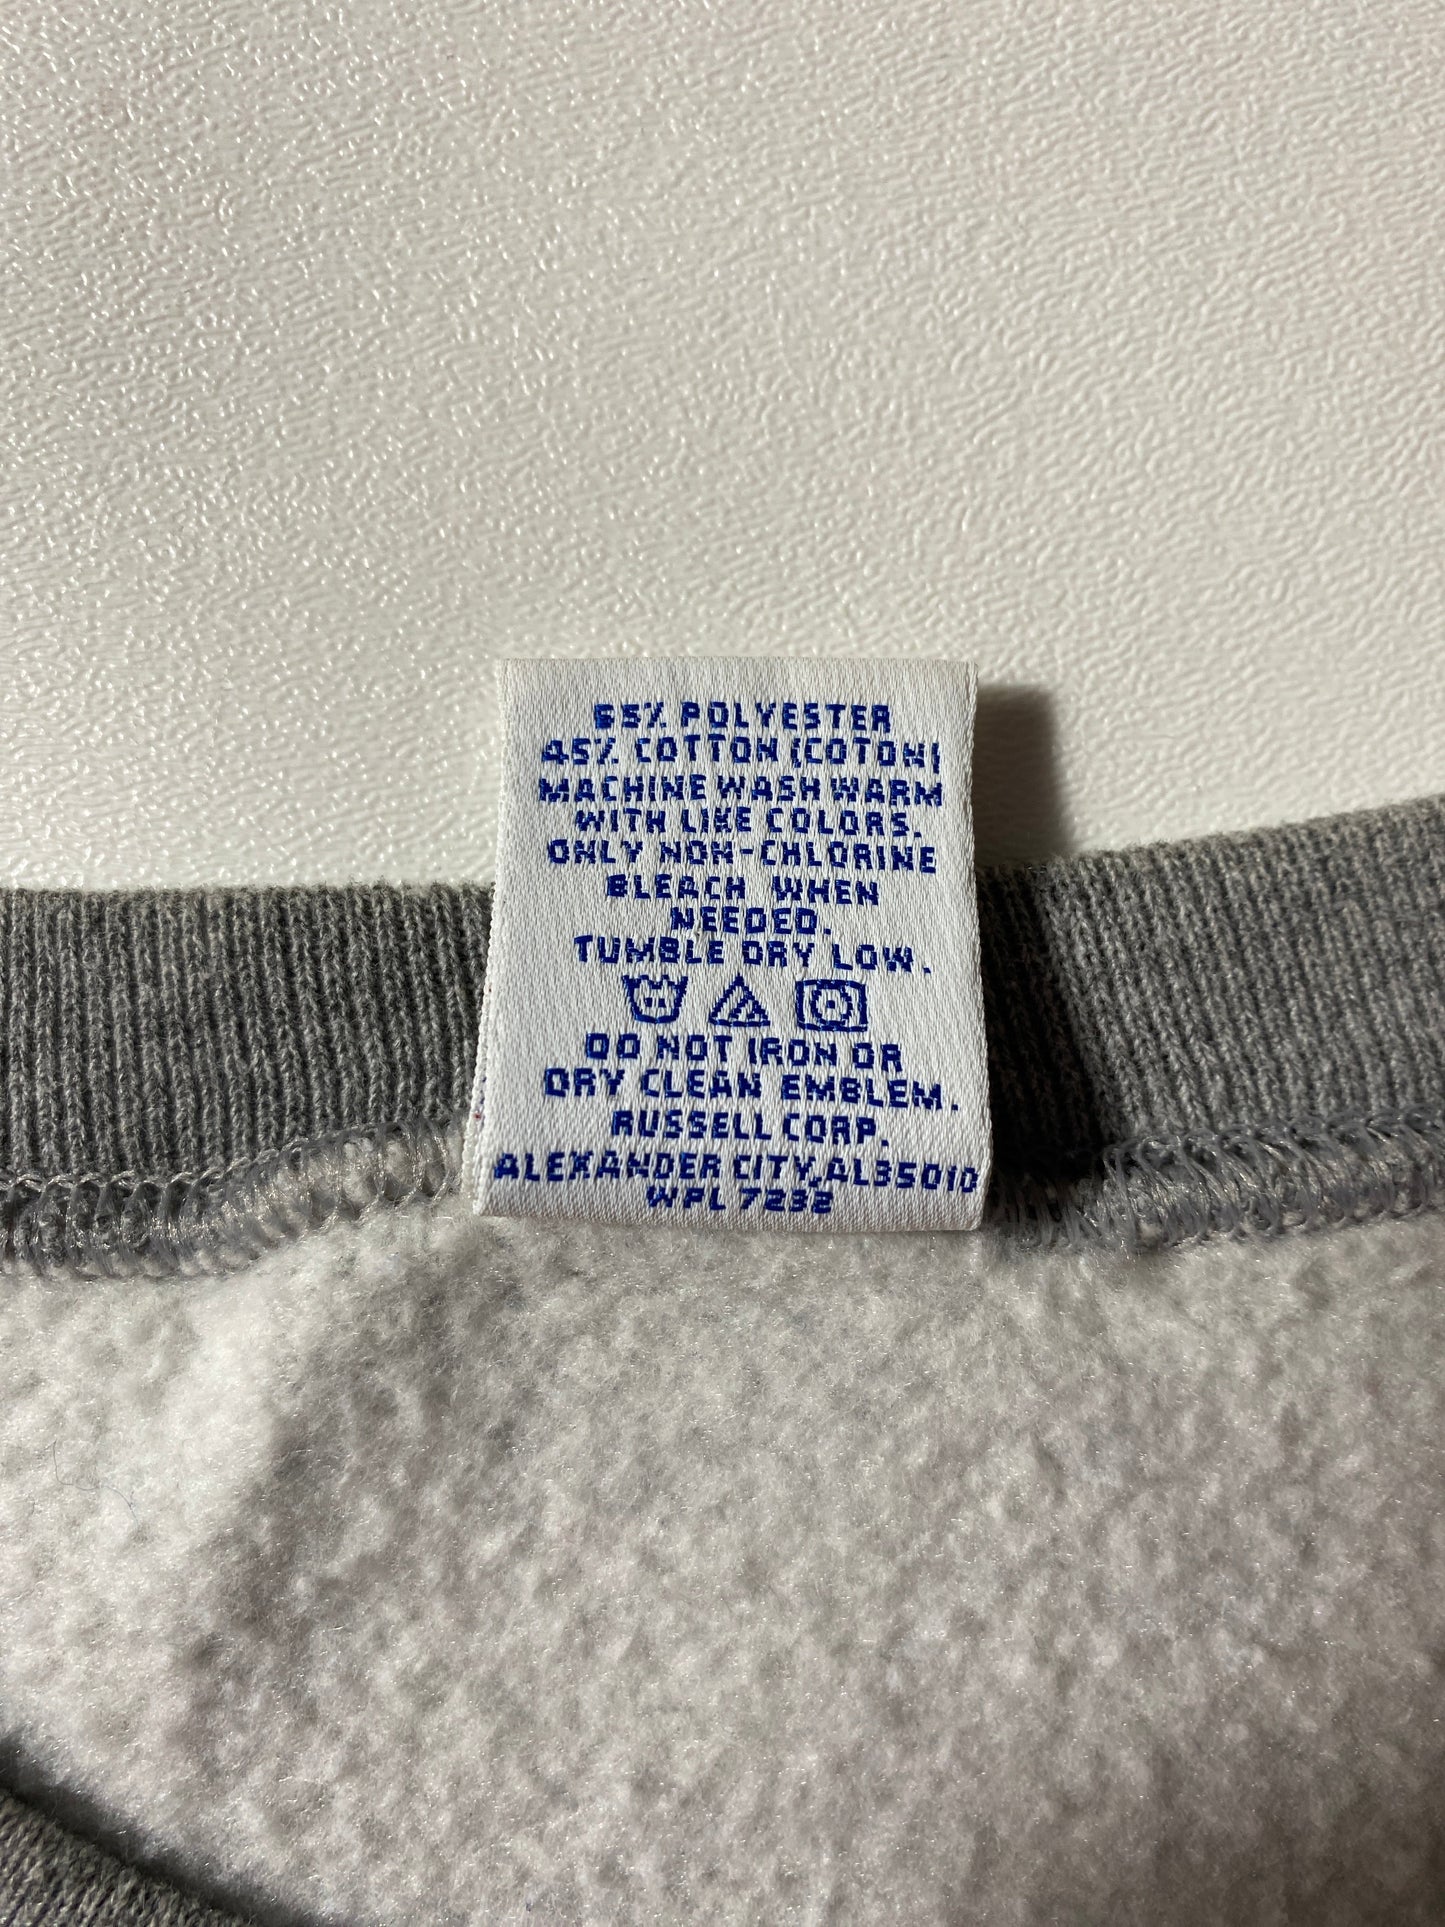 55% POLYESTER
45% COTTON (COTON)
MACHINE WASH WARM
WITH LIKE COLORS.
ONLY NON-CHLORINE
BLEACH WHEN
NEEDED.
TUMBLE DRY LOW.
DO NOT IRON OR
DRY CLEAN EMBLEM.
RUSSELL CORP.
ALEXANDER CITY, AL35010
WPL 7232